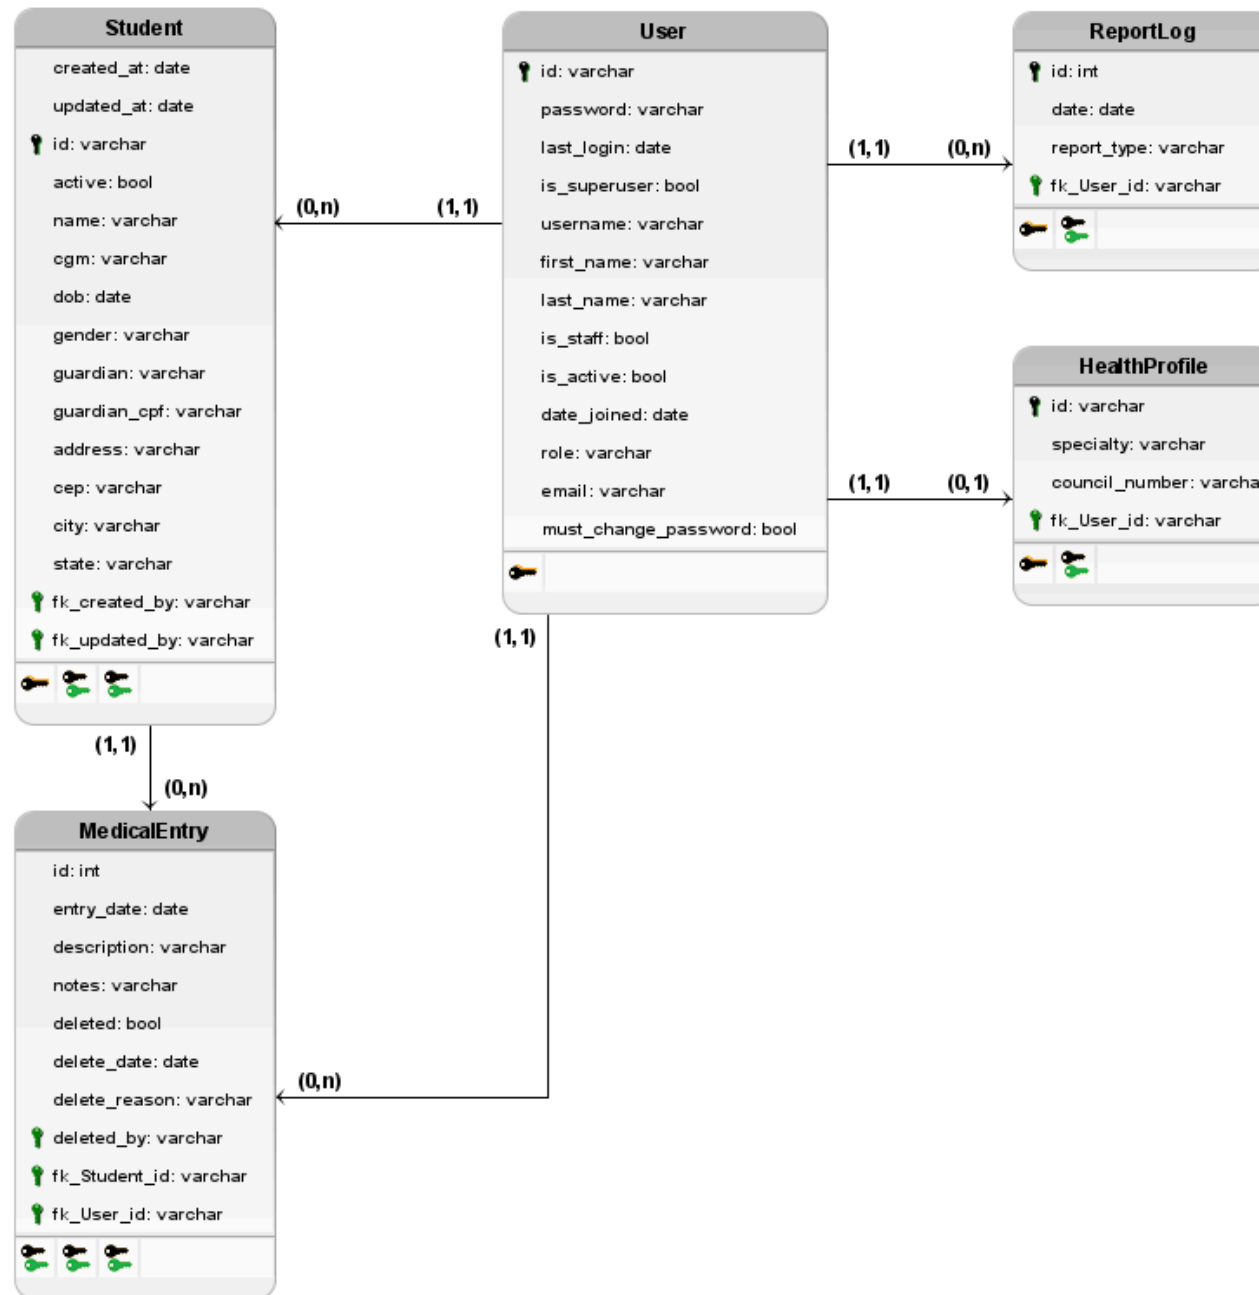 Student
created_at: date
updated_at: date
id: varchar
active: bool
name: varchar
cgm: varchar
dob: date
gender: varchar
guardian: varchar
guardian_cpf: varchar
address: varchar
cep: varchar
city: varchar
state: varchar
fk_created_by: varchar
fk_updated_by: varchar
(0,n)
(1,1)
User
id: varchar
password: varchar
last_login: date
is_superuser: bool
username: varchar
first_name: varchar
last_name: varchar
is_staff: bool
is_active: bool
date_joined: date
role: varchar
email: varchar
must_change_password: bool
(1,1)
(0,n)
ReportLog
id: int
date: date
report_type: varchar
fk_User_id: varchar
(1,1)
(0,1)
HealthProfile
id: varchar
specialty: varchar
council_number: varcha
fk_User_id: varchar
(1,1)
(1,1)
(0,n)
MedicalEntry
id: int
entry_date: date
description: varchar
notes: varchar
deleted: bool
delete_date: date
delete_reason: varchar
deleted_by: varchar
fk_Student_id: varchar
fk_User_id: varchar
(0,n)